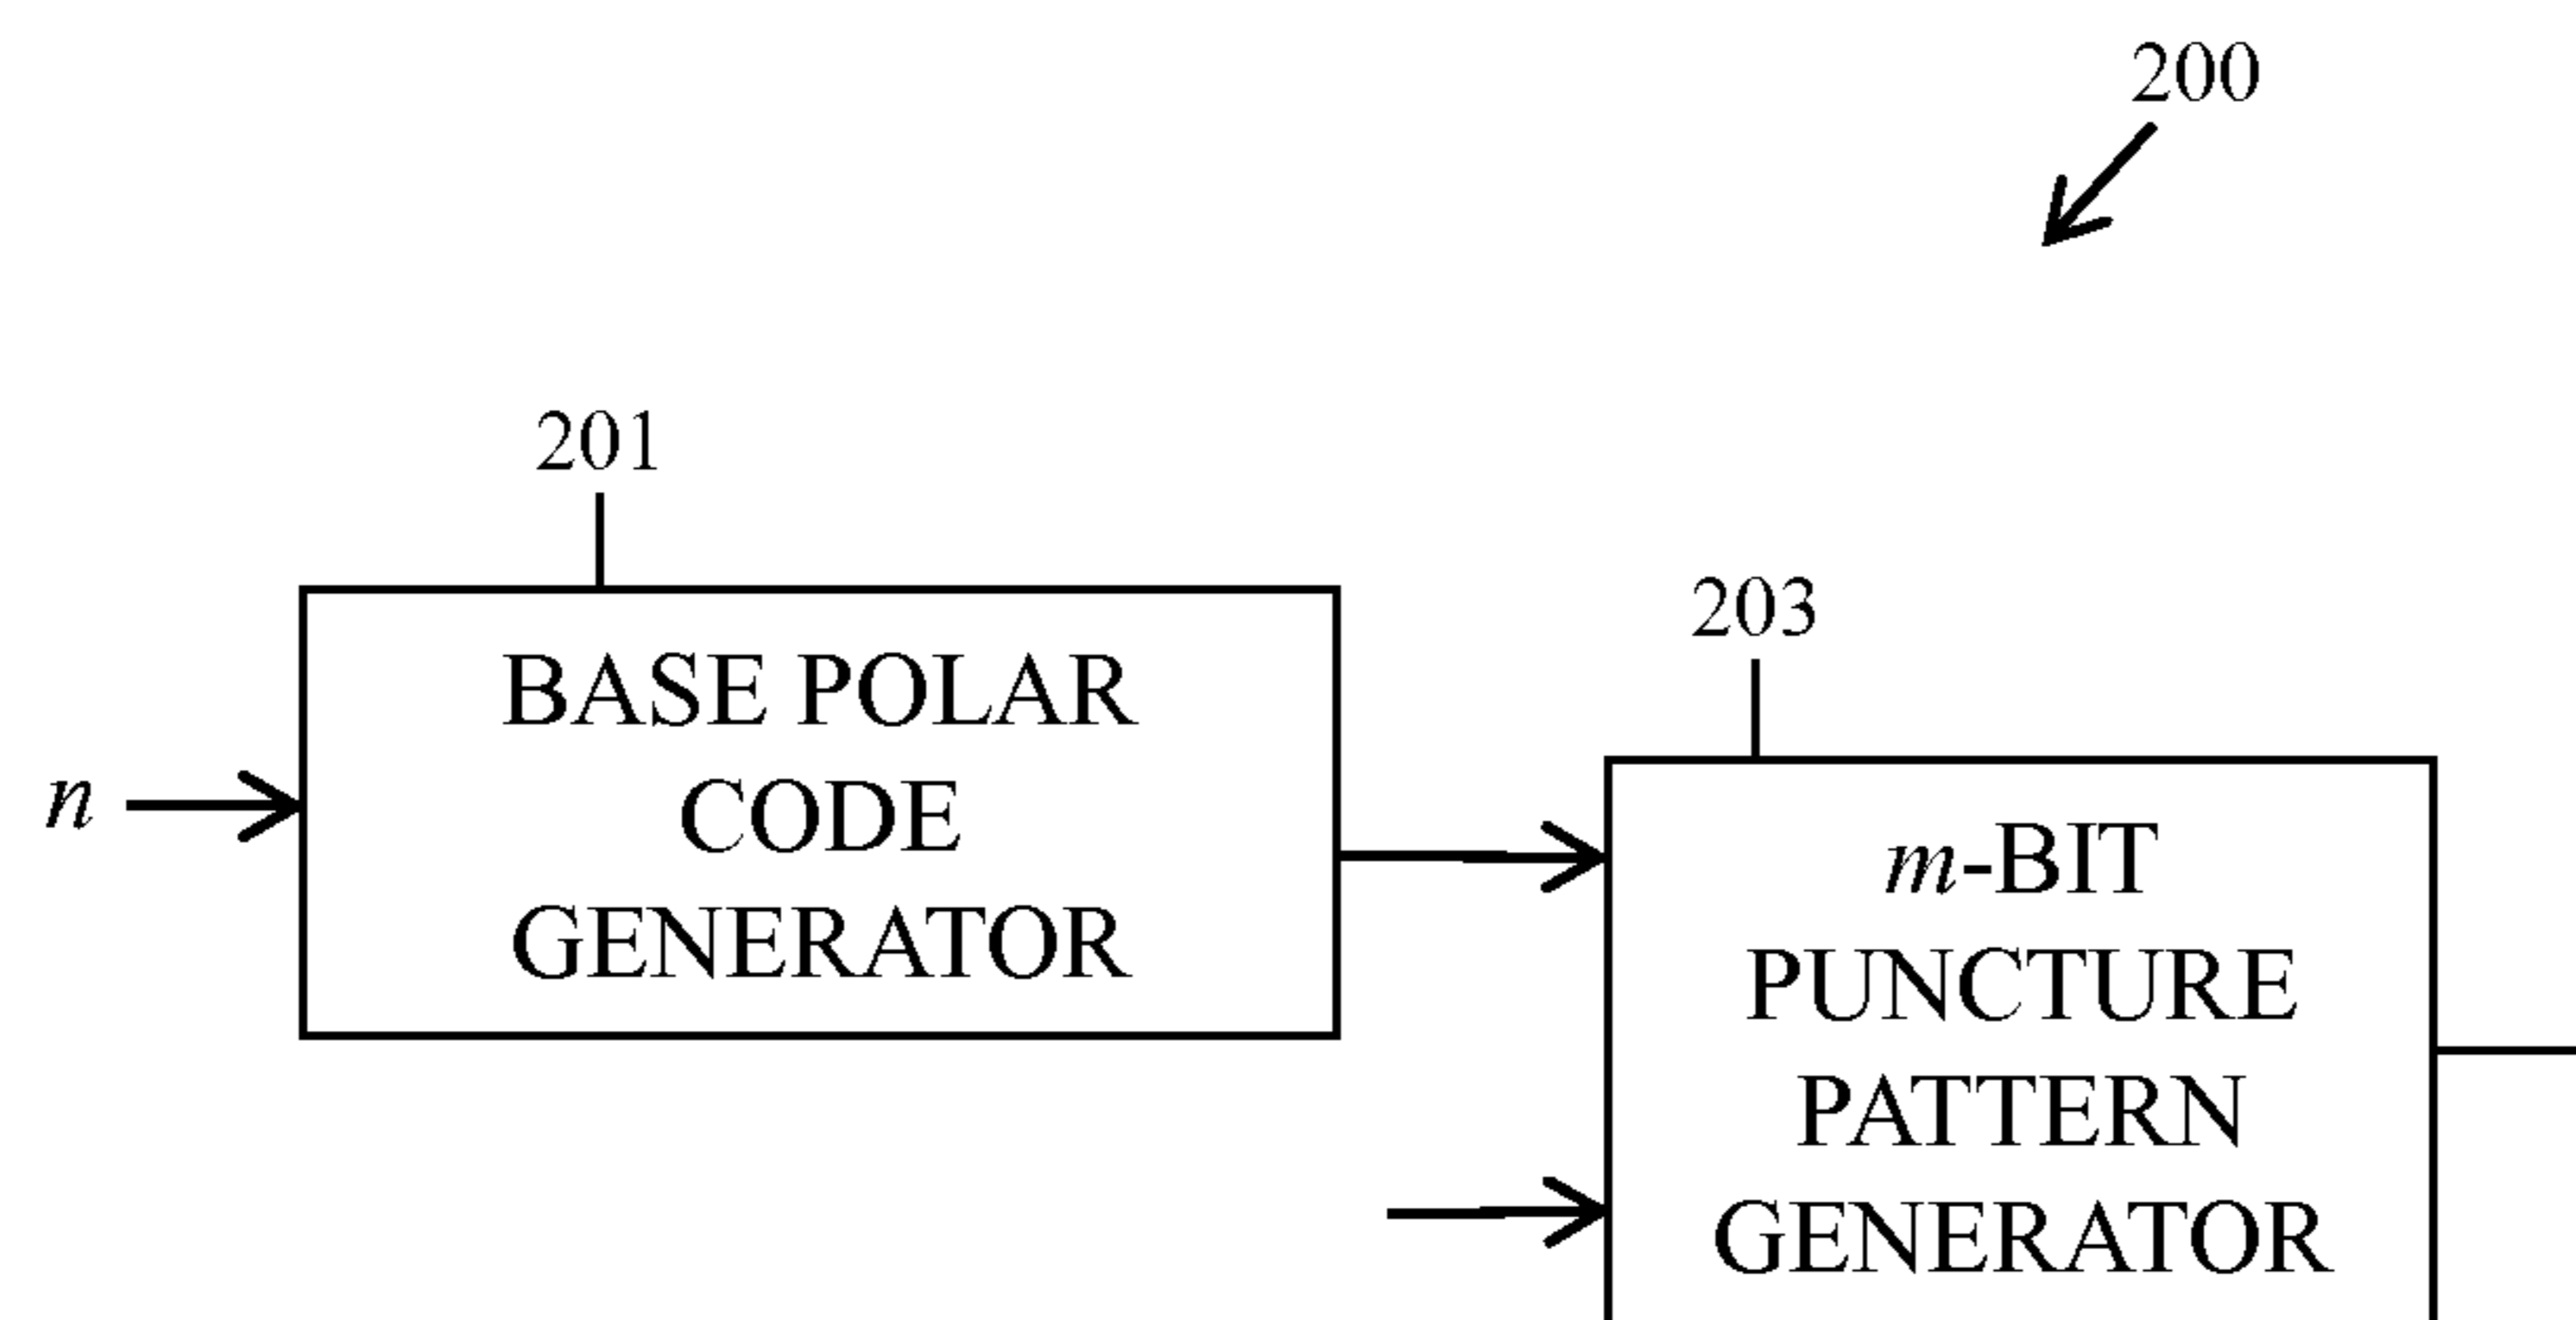 200
201
BASE POLAR
CODE
GENERATOR
n
203
m-BIT
PUNCTURE
PATTERN
GENERATOR